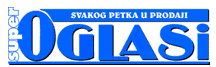 SVAKOG PETKA U PRODAJI
super OGLASi